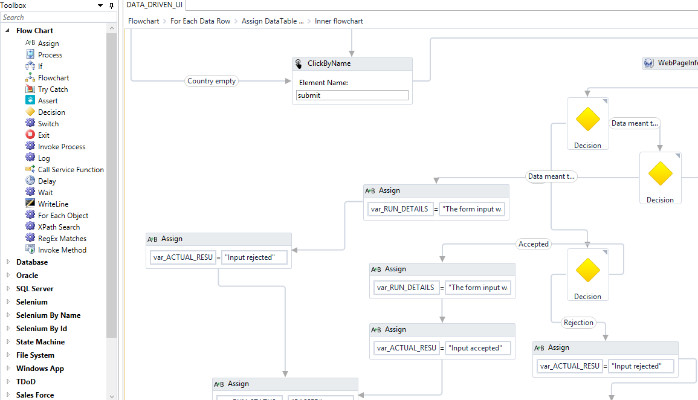 Toolbox
Search
Flow Chart
Assign
Process
If
Flowchart
Try Catch
Assert
Decision
Switch
Exit
Invoke Process
Log
Call Service Function
Delay
Wait
WriteLine
For Each Object
XPath Search
RegEx Matches
Invoke Method
Database
Oracle
SQL Server
Selenium
Selenium By Name
Selenium By Id
State Machine
File System
Windows App
TDoD
Sales Force
DATA_DRIVEN_UI
Flowchart > For Each Data Row > Assign DataTable ... > Inner flowchart
ClickByName
Element Name:
submit
Country empty
WebPageInfo
Decision
Data meant t...
Decision
Data meant t...
A+B Assign
var_RUN_DETAILS = "The form input w
A+B Assign
var_ACTUAL_RESU = "Input rejected"
Accepted
A+B Assign
var_RUN_DETAILS = "The form input w
Decision
Rejection
A+B Assign
var_ACTUAL_RESU = "Input accepted"
A+B Assign
var_ACTUAL_RESU = "Input rejected"
A+B Assign